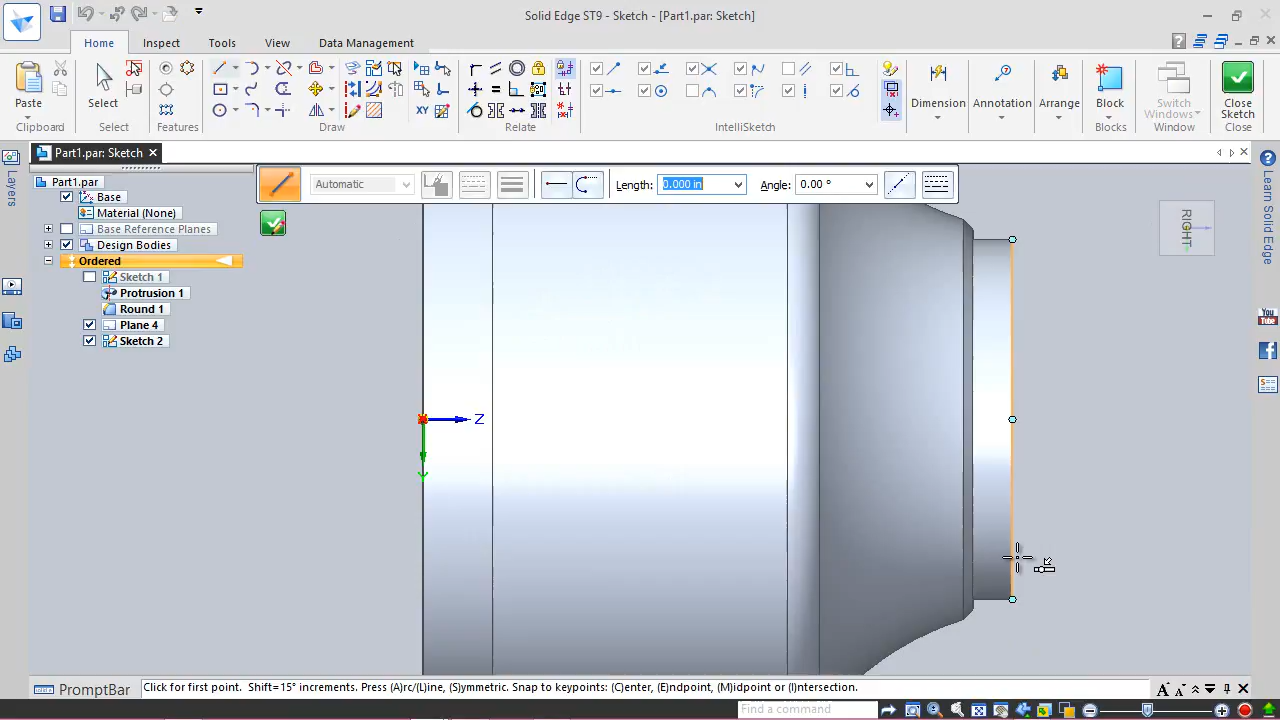 Solid Edge ST9 - Sketch - [Part1.par: Sketch]
Home Inspect Tools View Data Management
Paste Select Dimension Annotation Arrange Block Switch Windows Close Sketch
Clipboard Select Features Draw Relate IntelliSketch Blocks Window Close
Part1.par: Sketch
Layers
Part1.par
Automatic Length: 0.000 in Angle: 0.00 °
Base
Material (None)
Base Reference Planes
Design Bodies
Ordered
Sketch 1
Protrusion 1
Round 1
Plane 4
Sketch 2
RIGHT
Z
Y
Learn Solid Edge
You Tube
PromptBar
Click for first point. Shift=15° increments. Press (A)rc/(L)ine, (S)ymmetric. Snap to keypoints: (C)enter, (E)ndpoint, (M)idpoint or (I)ntersection.
Find a command